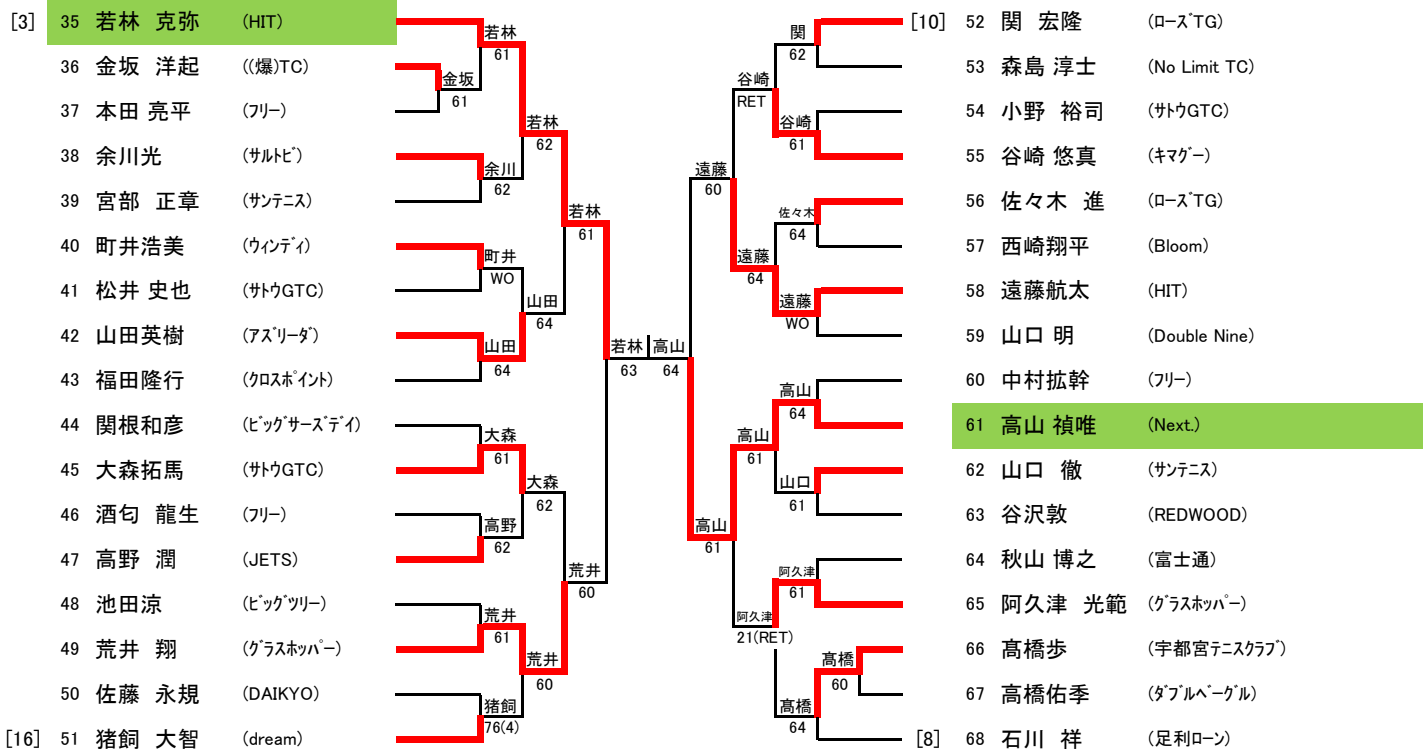 [3] 35 若林 克弥 (HIT)
36 金坂 洋起 ((爆)TC)
37 本田 亮平 (フリー)
38 余川光 (サルトビ)
39 宮部 正章 (サンテニス)
40 町井浩美 (ウィンディ)
41 松井 史也 (サトウGTC)
42 山田英樹 (アズリーダ)
43 福田隆行 (クロスポイント)
44 関根和彦 (ビッグサーズデイ)
45 大森拓馬 (サトウGTC)
46 酒匂 龍生 (フリー)
47 高野 潤 (JETS)
48 池田涼 (ビッグツリー)
49 荒井 翔 (グラスホッパー)
50 佐藤 永規 (DAIKYO)
[16] 51 猪飼 大智 (dream)
若林
61
金坂
61
若林
62
余川
62
若林
61
町井
WO
山田
64
山田
64
若林
63
大森
61
大森
62
高野
62
荒井
60
荒井
61
荒井
60
猪飼
76(4)
高山
64
関
62
谷崎
RET
谷崎
61
遠藤
60
佐々木
64
遠藤
64
遠藤
WO
高山
64
高山
61
山口
61
高山
61
阿久津
61
阿久津
21(RET)
髙橋
60
髙橋
64
[10] 52 関 宏隆 (ローズTG)
53 森島 淳士 (No Limit TC)
54 小野 裕司 (サトウGTC)
55 谷崎 悠真 (キマグー)
56 佐々木 進 (ローズTG)
57 西崎翔平 (Bloom)
58 遠藤航太 (HIT)
59 山口 明 (Double Nine)
60 中村拡幹 (フリー)
61 高山 禎唯 (Next.)
62 山口 徹 (サンテニス)
63 谷沢敦 (REDWOOD)
64 秋山 博之 (富士通)
65 阿久津 光範 (グラスホッパー)
66 髙橋歩 (宇都宮テニスクラブ)
67 高橋佑季 (ダブルベーグル)
[8] 68 石川 祥 (足利ローン)